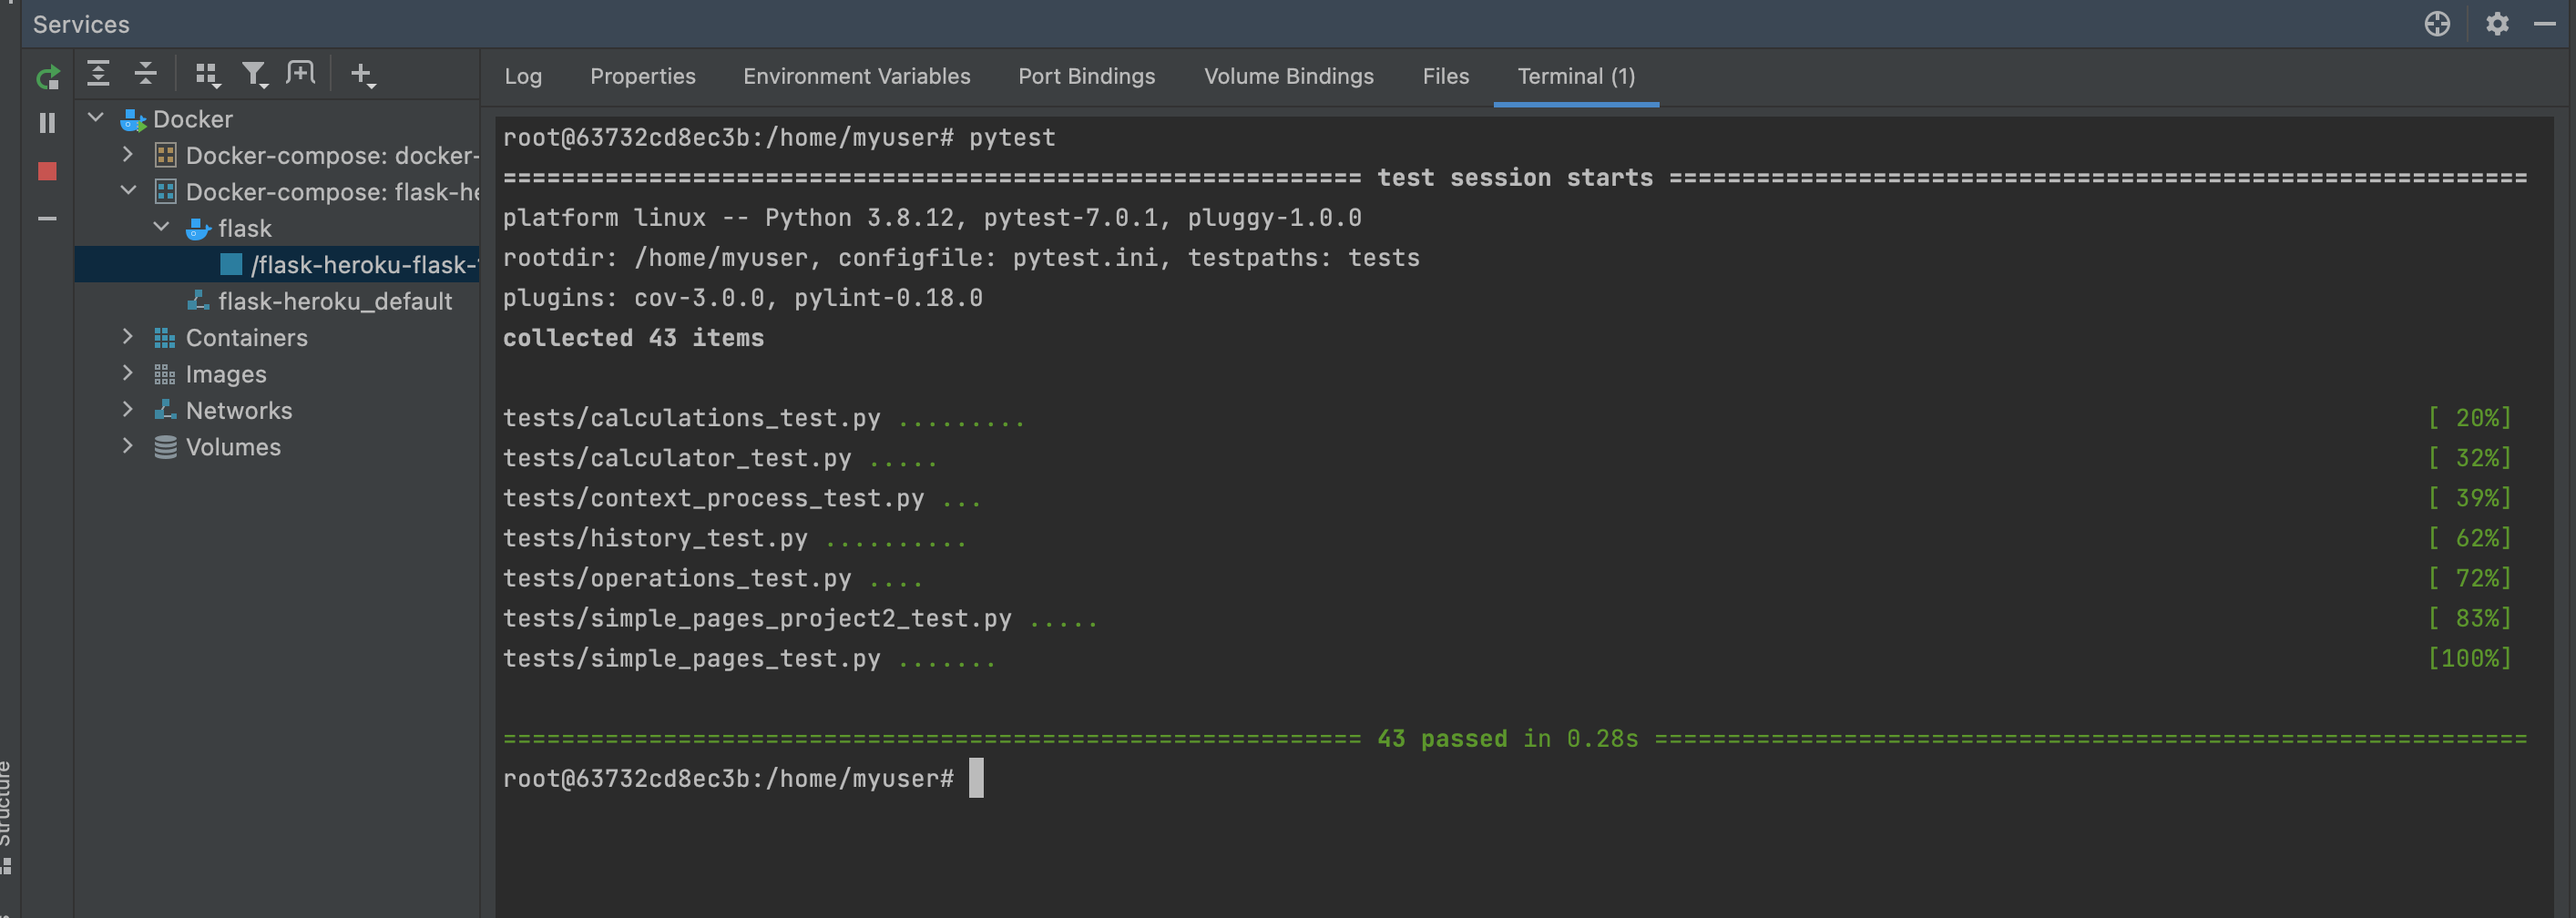 Services
Log Properties Environment Variables Port Bindings Volume Bindings Files Terminal (1)
Docker
Docker-compose: docker-
Docker-compose: flask-he
flask
/flask-heroku-flask-
flask-heroku_default
Containers
Images
Networks
Volumes
Structure
root@63732cd8ec3b:/home/myuser# pytest
=========================================================== test session starts ===========================================================
platform linux -- Python 3.8.12, pytest-7.0.1, pluggy-1.0.0
rootdir: /home/myuser, configfile: pytest.ini, testpaths: tests
plugins: cov-3.0.0, pylint-0.18.0
collected 43 items
tests/calculations_test.py ......... [ 20%]
tests/calculator_test.py ..... [ 32%]
tests/context_process_test.py ... [ 39%]
tests/history_test.py .......... [ 62%]
tests/operations_test.py .... [ 72%]
tests/simple_pages_project2_test.py ..... [ 83%]
tests/simple_pages_test.py ....... [100%]
=========================================================== 43 passed in 0.28s ============================================================
root@63732cd8ec3b:/home/myuser#